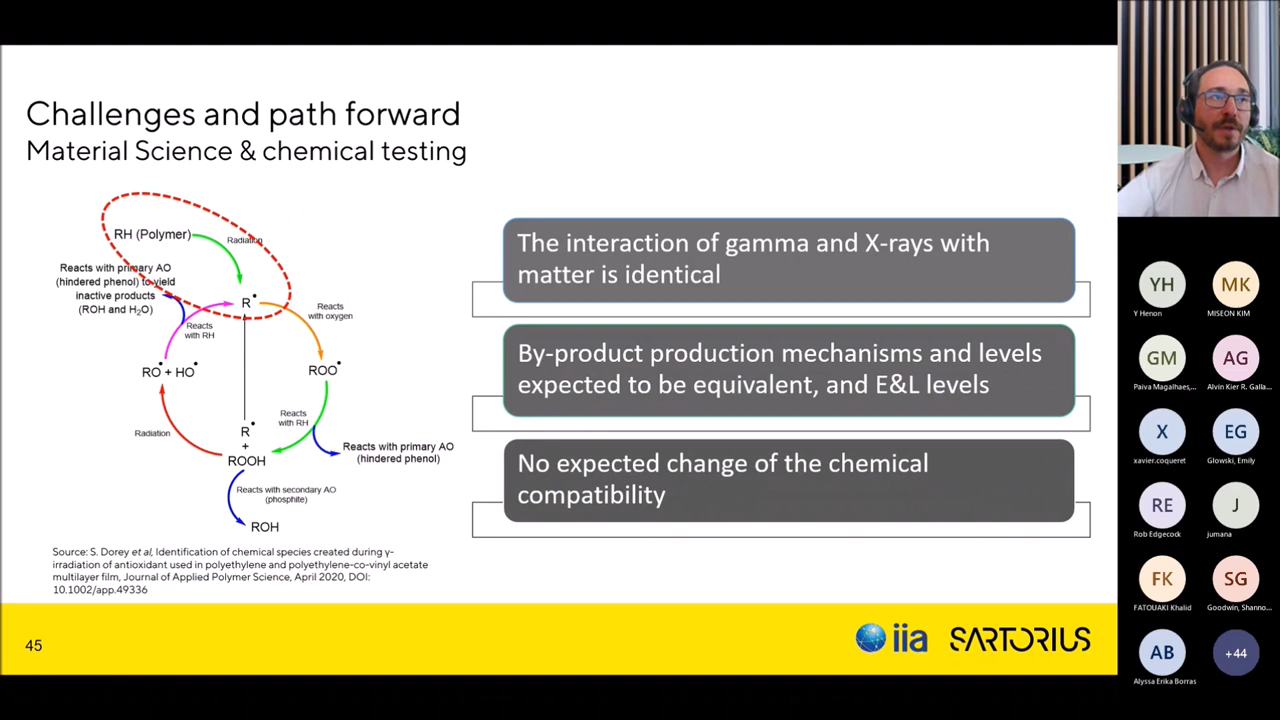 Challenges and path forward
Material Science & chemical testing
RH (Polymer)
Radiation
Reacts with primary AO
(hindered phenol) to yield
inactive products
(ROH and H₂O)
R•
Reacts
with oxygen
Reacts
with RH
RO• + HO•
ROO•
Reacts
with RH
Radiation
R•
+
ROOH
Reacts with primary AO
(hindered phenol)
Reacts with secondary AO
(phosphite)
ROH
Source: S. Dorey et al, Identification of chemical species created during γ-
irradiation of antioxidant used in polyethylene and polyethylene-co-vinyl acetate
multilayer film, Journal of Applied Polymer Science, April 2020, DOI:
10.1002/app.49336
The interaction of gamma and X-rays with
matter is identical
By-product production mechanisms and levels
expected to be equivalent, and E&L levels
No expected change of the chemical
compatibility
45
iia
SARTORIUS
YH
Y Henon
MK
MISEON KIM
GM
Paiva Magalhaes,...
AG
Alvin Kier R. Galla...
X
xavier.coqueret
EG
Glowski, Emily
RE
Rob Edgecock
J
jumana
FK
FATOUAKI Khalid
SG
Goodwin, Shanno...
AB
Alyssa Erika Borras
+44